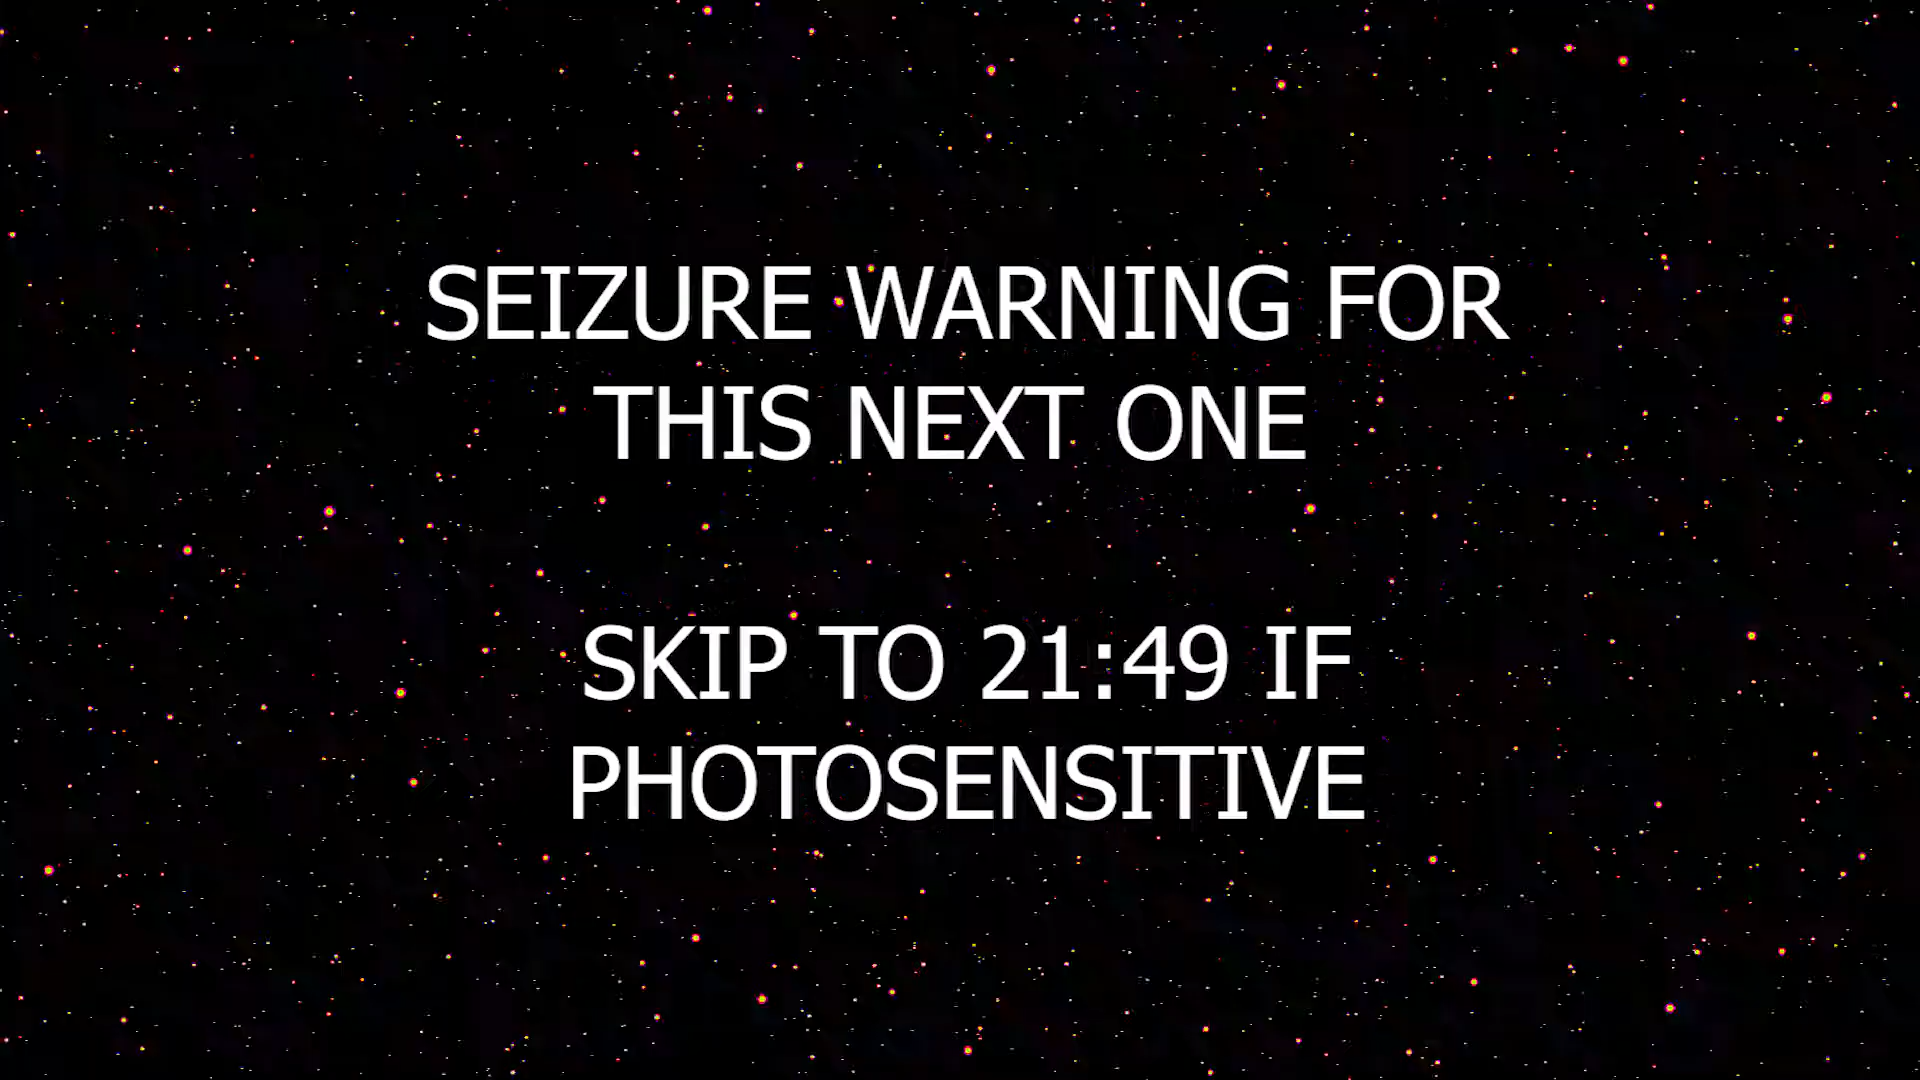 SEIZURE WARNING FOR
THIS NEXT ONE
SKIP TO 21:49 IF
PHOTOSENSITIVE